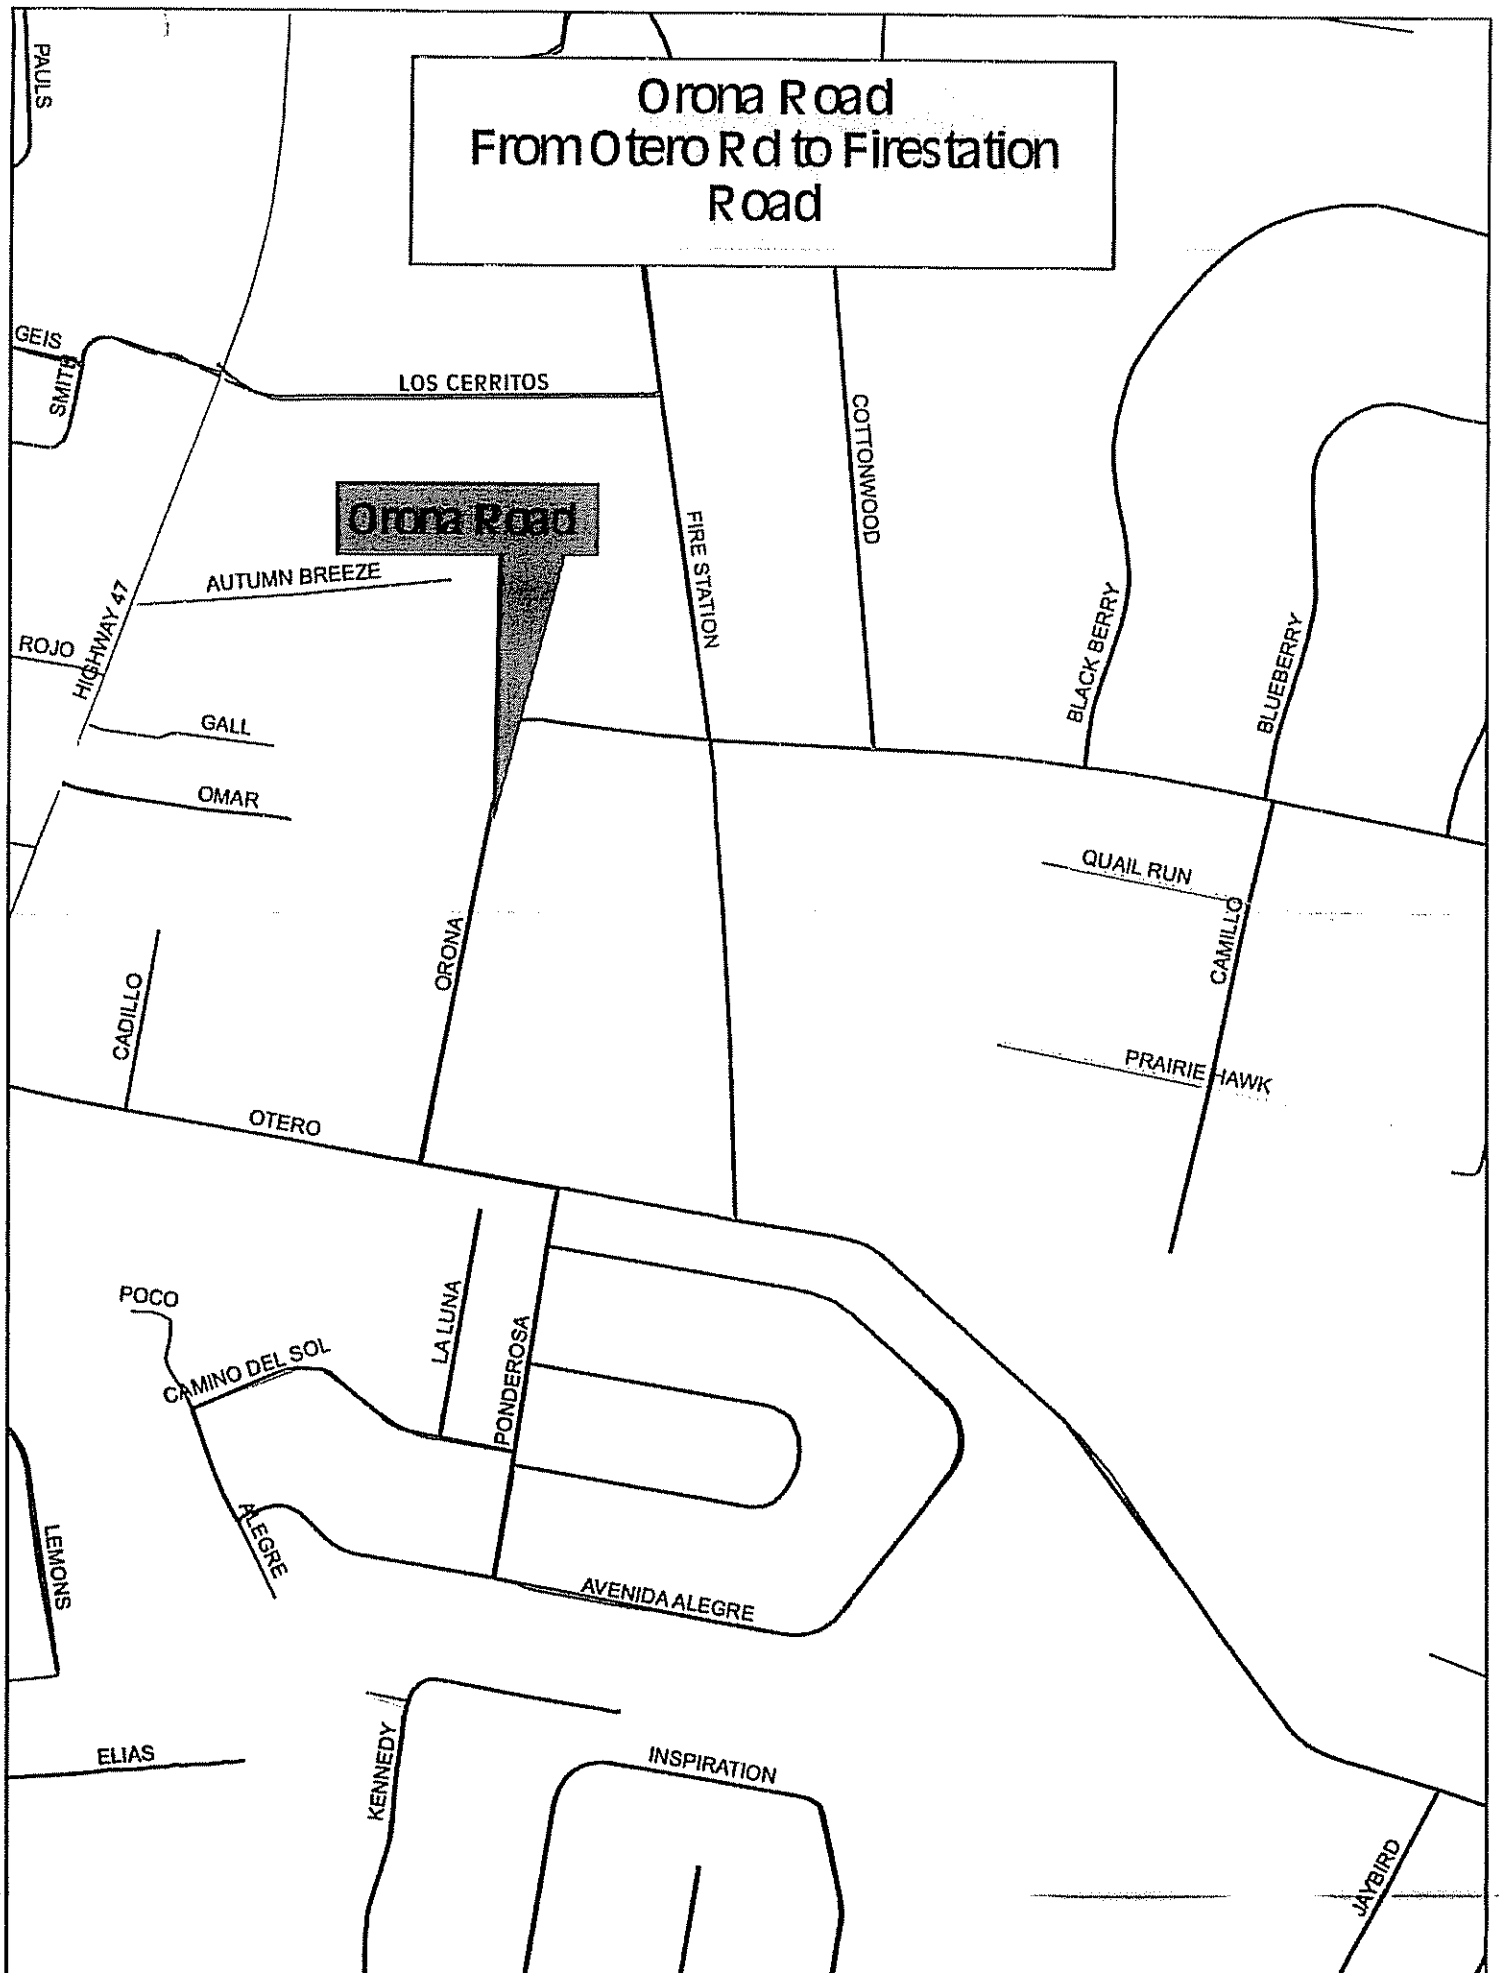 PAULS
Orona Road
From Otero Rd to Firestation
Road
GEIS
SMITH
LOS CERRITOS
COTTONWOOD
Orona Road
FIRE STATION
AUTUMN BREEZE
HIGHWAY 47
ROJO
BLACK BERRY
BLUEBERRY
GALL
OMAR
QUAIL RUN
CAMILLO
ORONA
CADILLO
PRAIRIE HAWK
OTERO
POCO
LA LUNA
PONDEROSA
CAMINO DEL SOL
ALEGRE
LEMONS
AVENIDA ALEGRE
KENNEDY
ELIAS
INSPIRATION
JAYBIRD